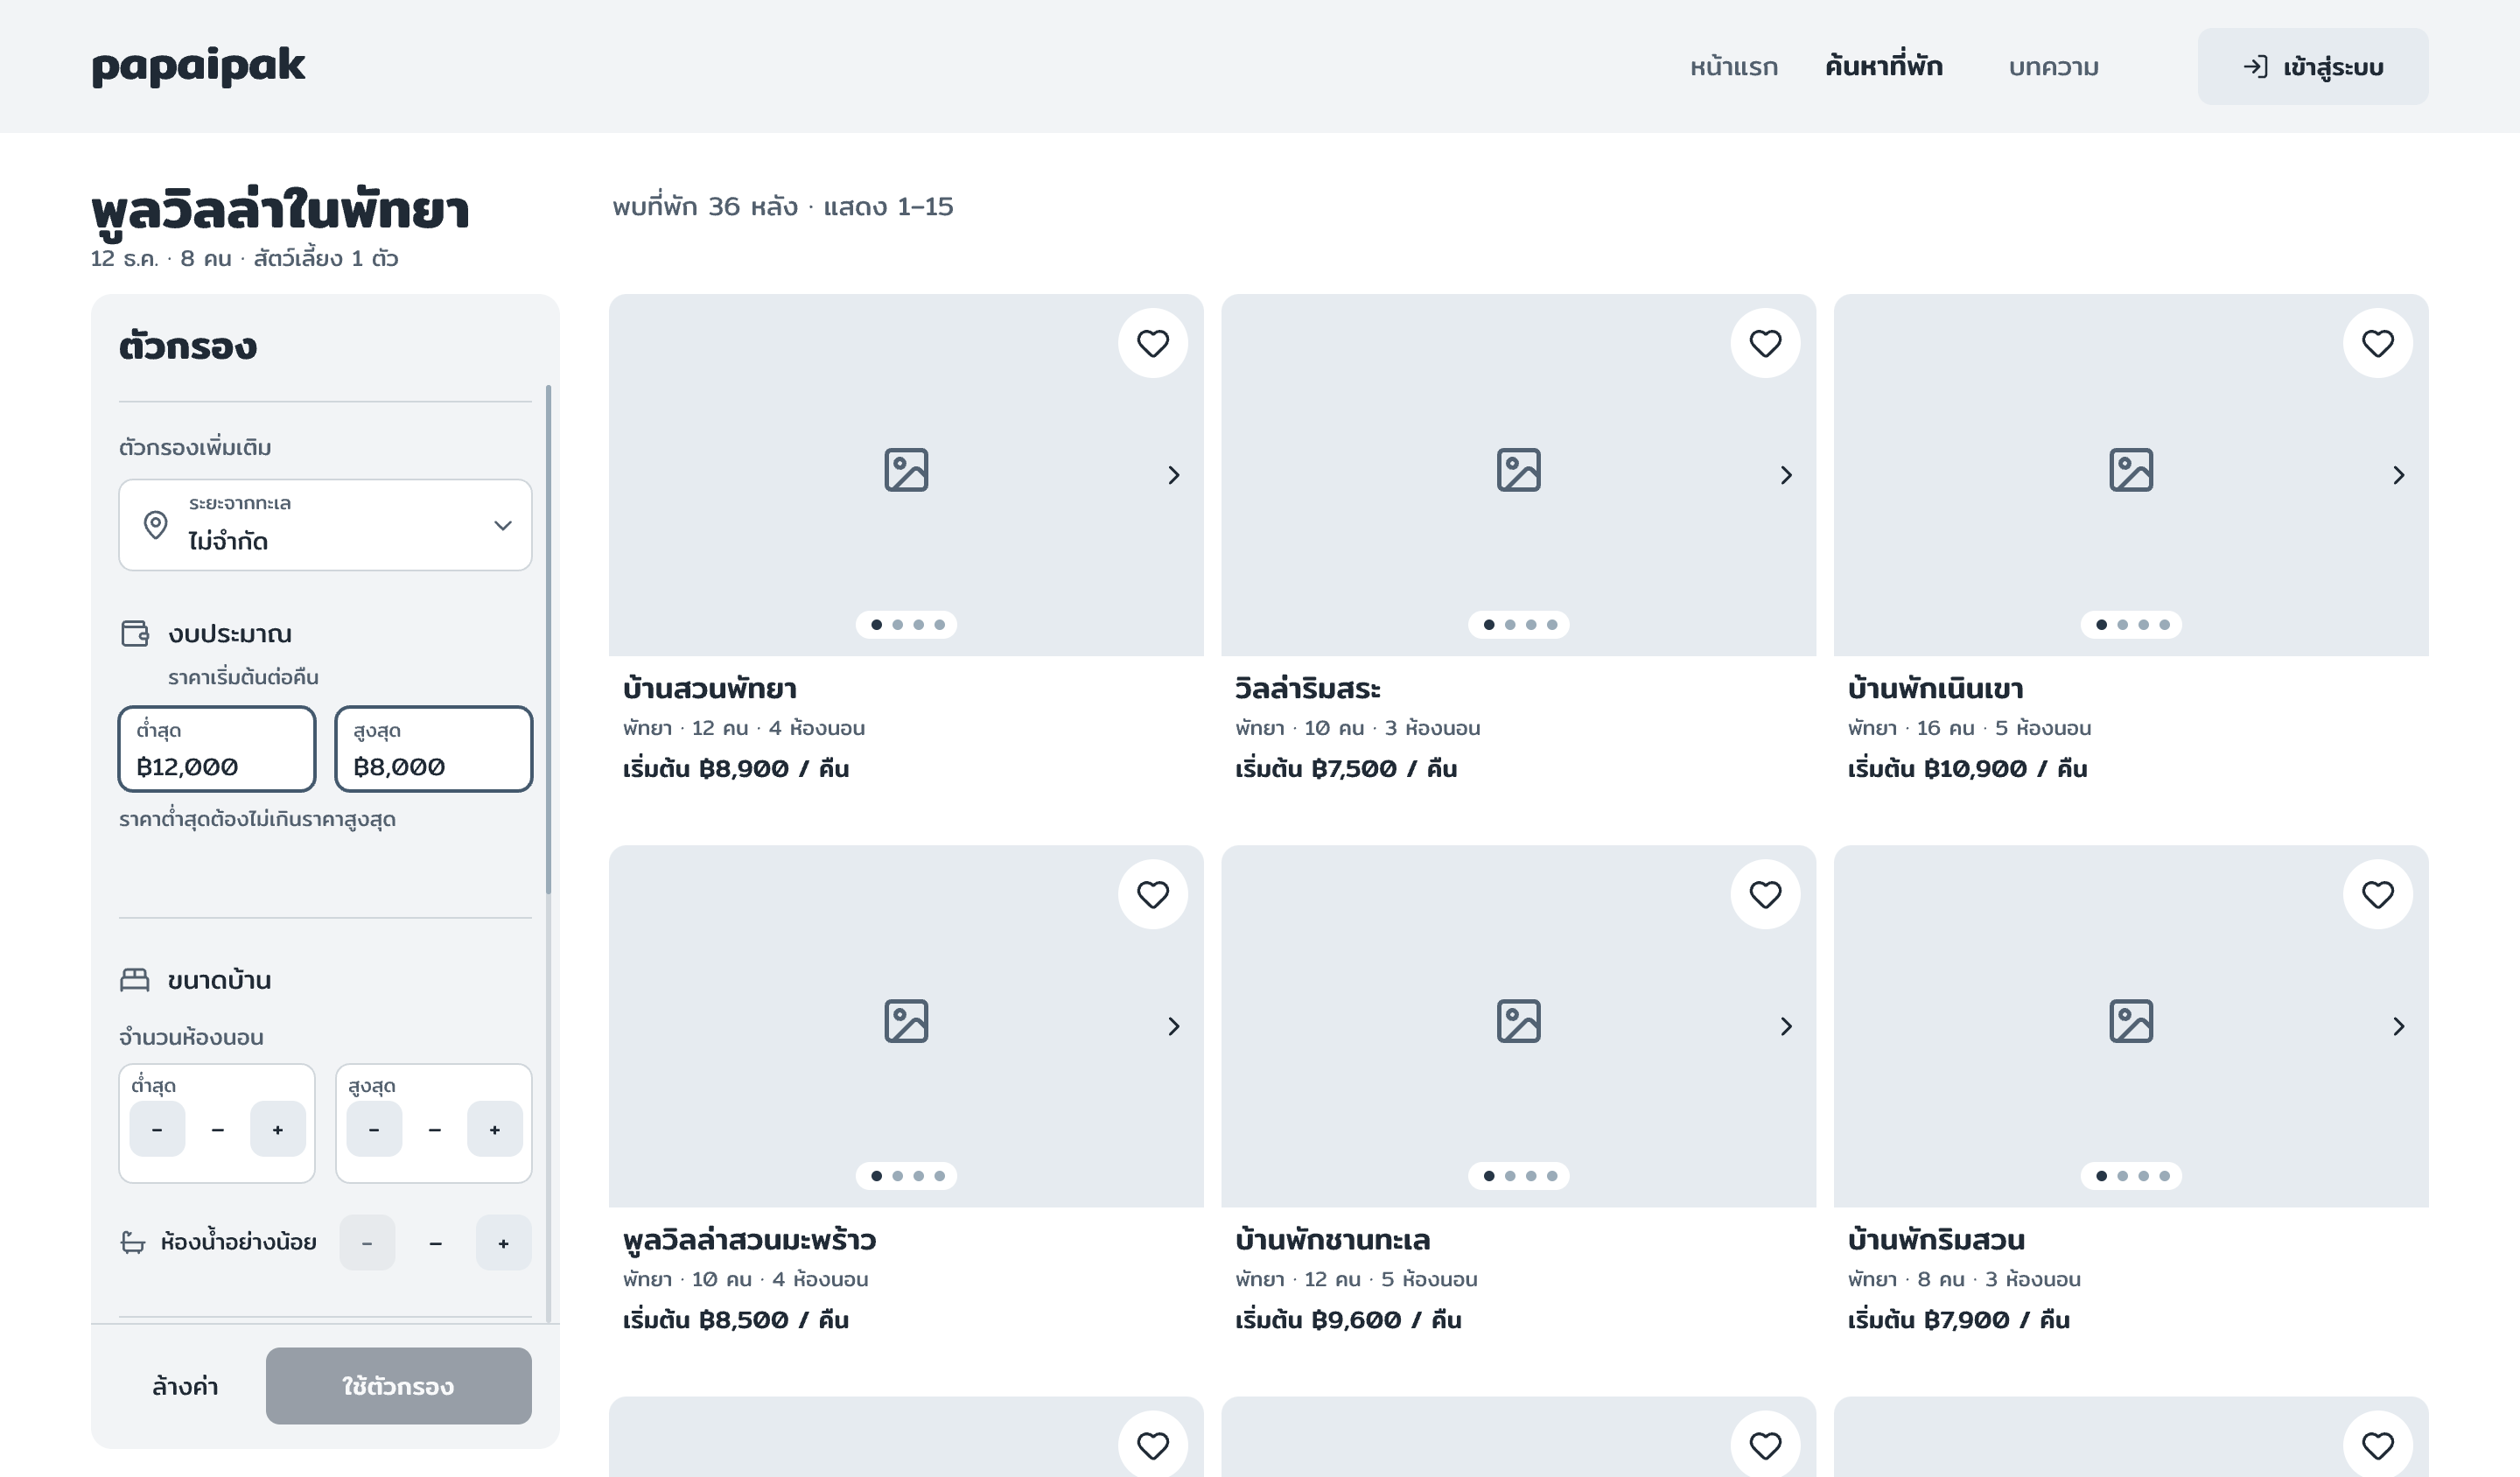 papaipak
หน้าแรก ค้นหาที่พัก บทความ เข้าสู่ระบบ
พูลวิลล่าในพัทยา
12 ธ.ค. · 8 คน · สัตว์เลี้ยง 1 ตัว
พบที่พัก 36 หลัง · แสดง 1–15
ตัวกรอง
ตัวกรองเพิ่มเติม
ระยะจากทะเล
ไม่จำกัด
งบประมาณ
ราคาเริ่มต้นต่อคืน
ต่ำสุด สูงสุด
฿12,000 ฿8,000
ราคาต่ำสุดต้องไม่เกินราคาสูงสุด
ขนาดบ้าน
จำนวนห้องนอน
ต่ำสุด สูงสุด
- – + - – +
ห้องน้ำอย่างน้อย - – +
ล้างค่า ใช้ตัวกรอง
บ้านสวนพัทยา
พัทยา · 12 คน · 4 ห้องนอน
เริ่มต้น ฿8,900 / คืน
วิลล่าริมสระ
พัทยา · 10 คน · 3 ห้องนอน
เริ่มต้น ฿7,500 / คืน
บ้านพักเนินเขา
พัทยา · 16 คน · 5 ห้องนอน
เริ่มต้น ฿10,900 / คืน
พูลวิลล่าสวนมะพร้าว
พัทยา · 10 คน · 4 ห้องนอน
เริ่มต้น ฿8,500 / คืน
บ้านพักชานทะเล
พัทยา · 12 คน · 5 ห้องนอน
เริ่มต้น ฿9,600 / คืน
บ้านพักริมสวน
พัทยา · 8 คน · 3 ห้องนอน
เริ่มต้น ฿7,900 / คืน